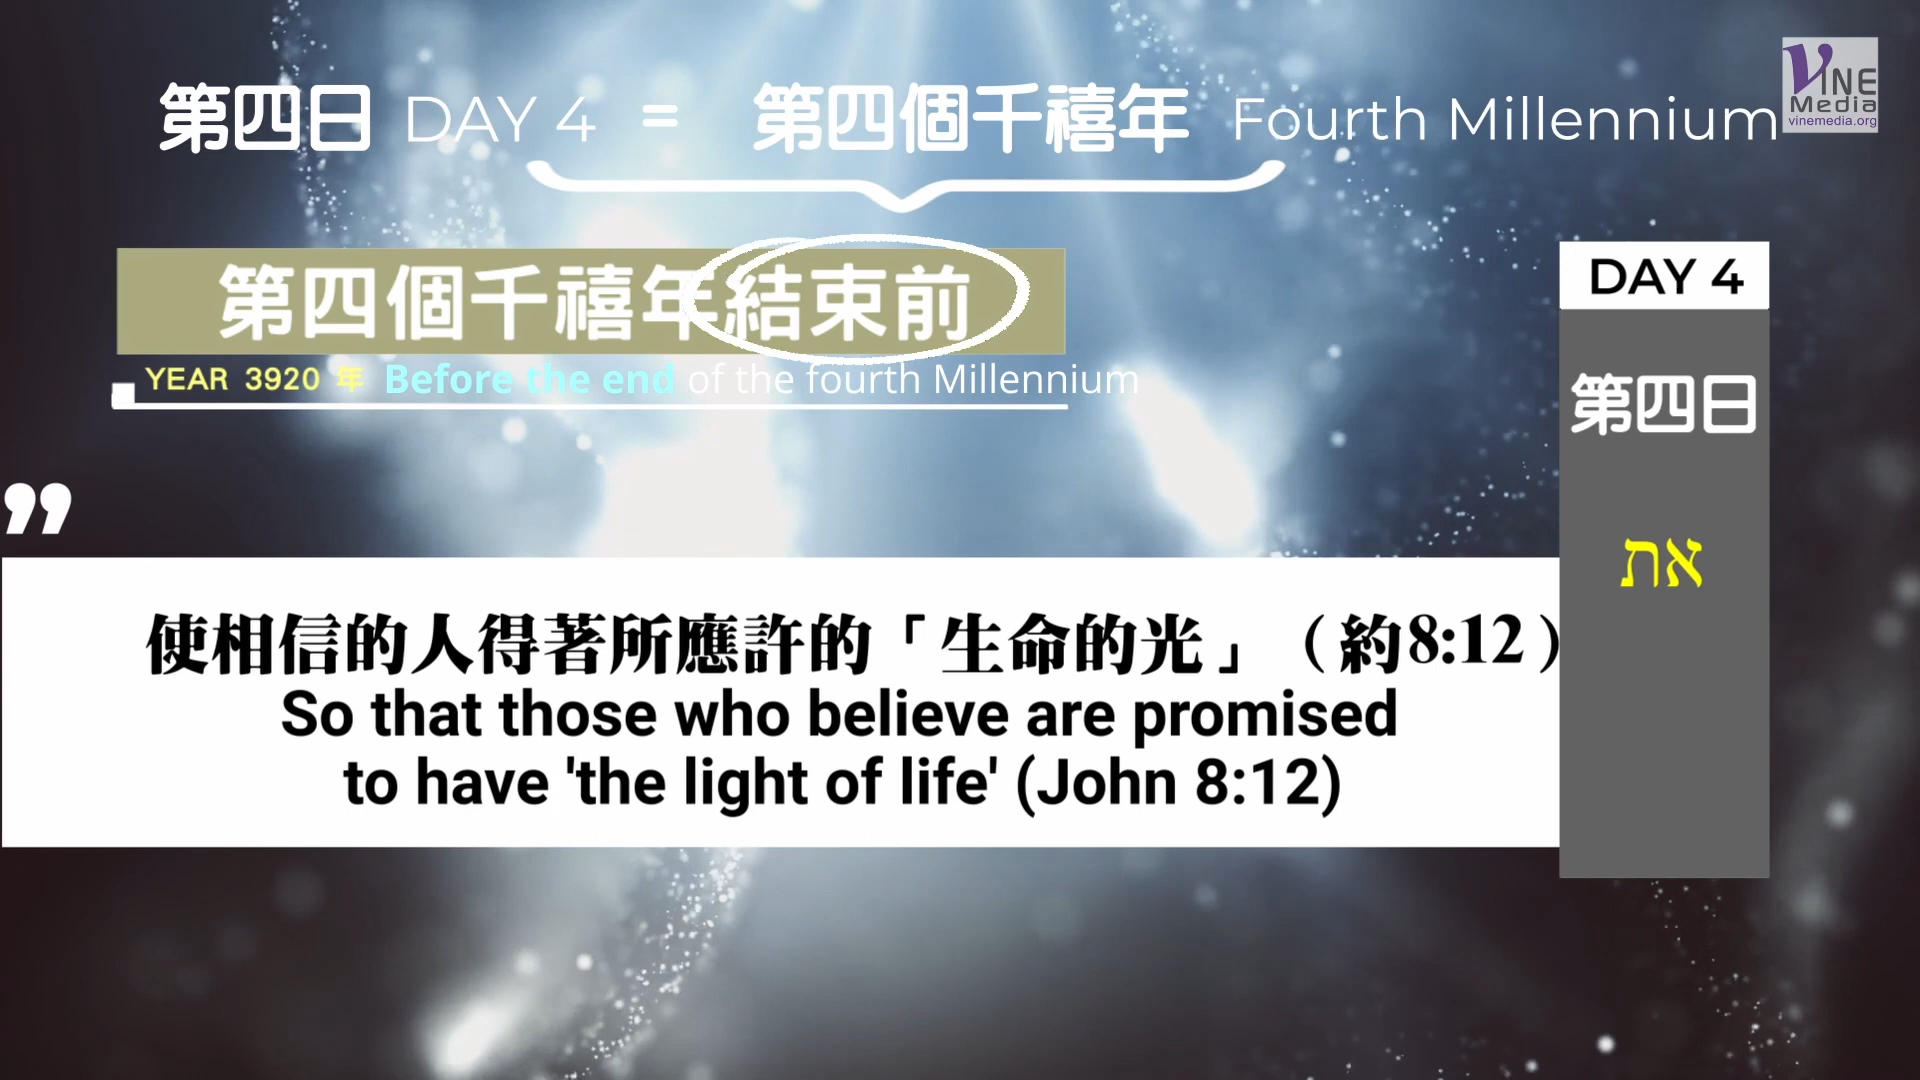 第四日 DAY 4 = 第四個千禧年 Fourth Millennium
VINE
Media
vinemedia.org
第四個千禧年結束前
YEAR 3920 年 Before the end of the fourth Millennium
DAY 4
第四日
את
”
使相信的人得著所應許的「生命的光」（約8:12）
So that those who believe are promised
to have 'the light of life' (John 8:12)